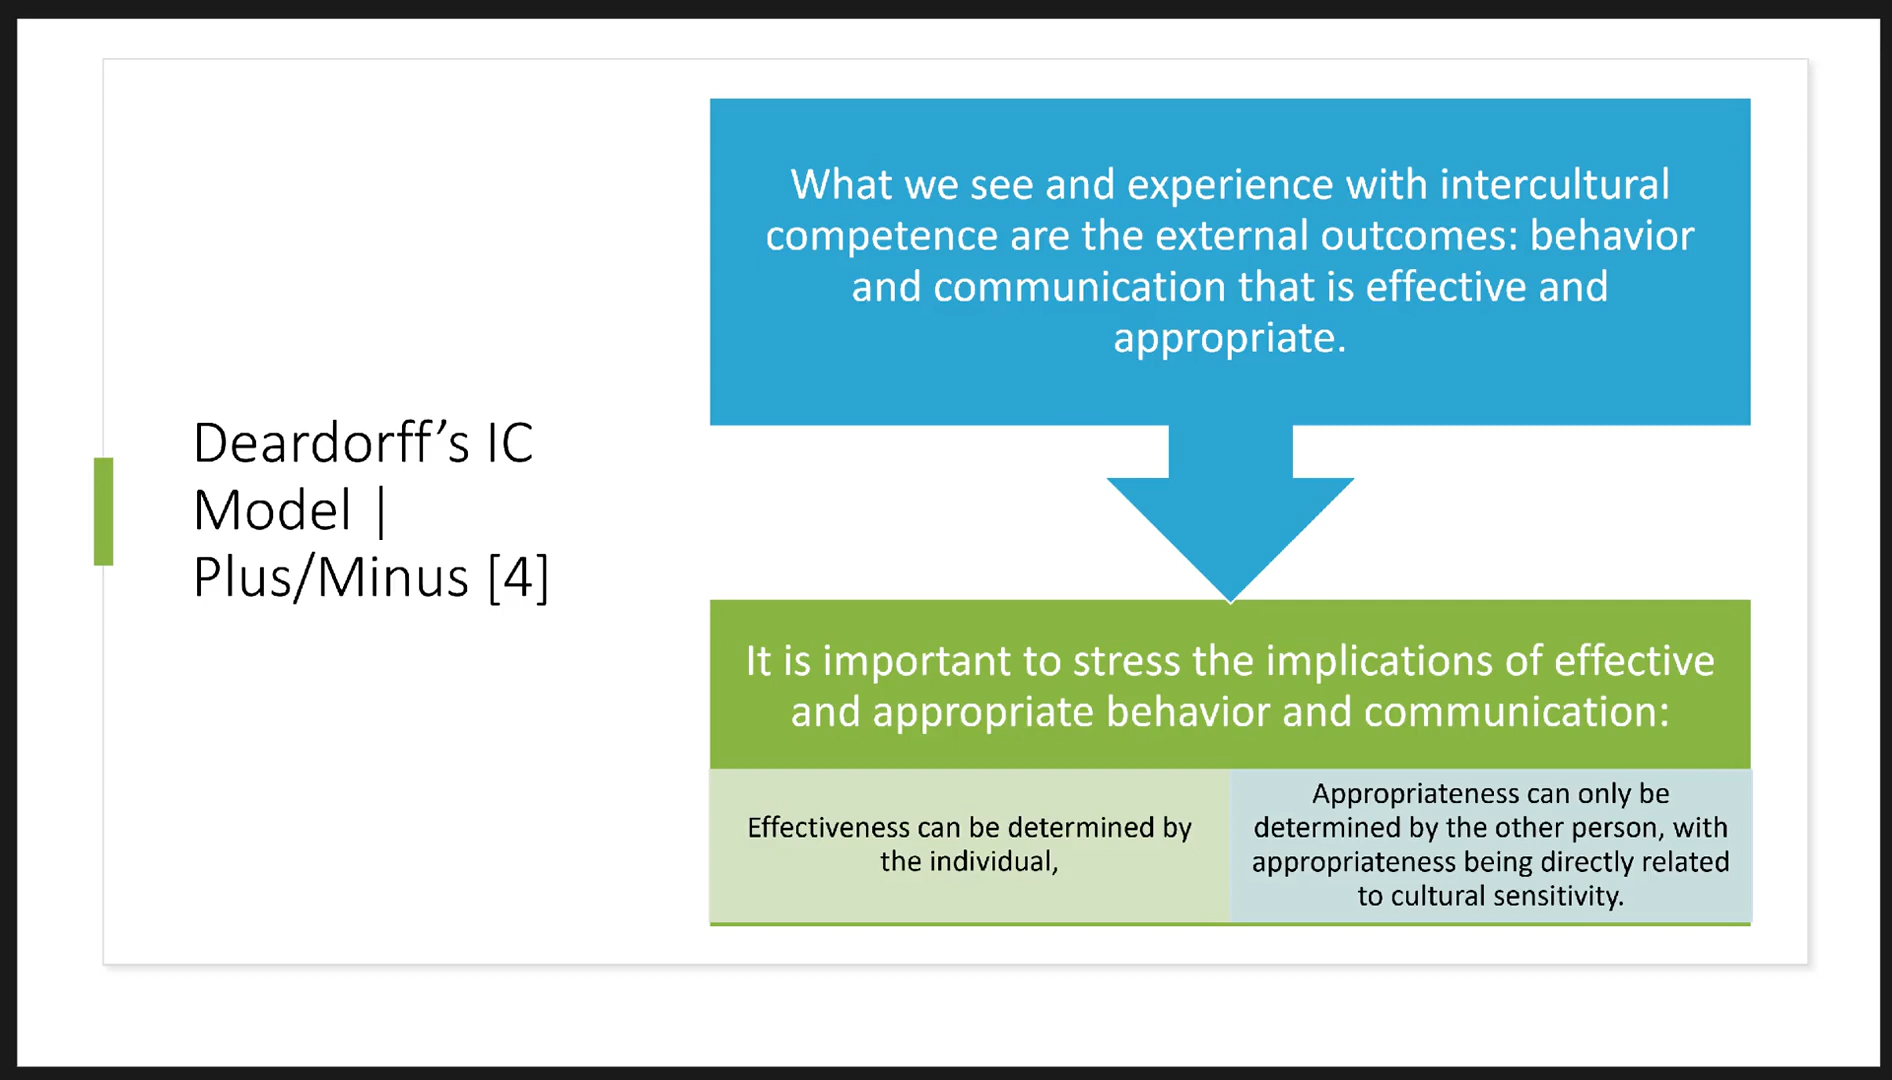 Deardorff’s IC
Model |
Plus/Minus [4]
What we see and experience with intercultural
competence are the external outcomes: behavior
and communication that is effective and
appropriate.
It is important to stress the implications of effective
and appropriate behavior and communication:
Effectiveness can be determined by
the individual,
Appropriateness can only be
determined by the other person, with
appropriateness being directly related
to cultural sensitivity.